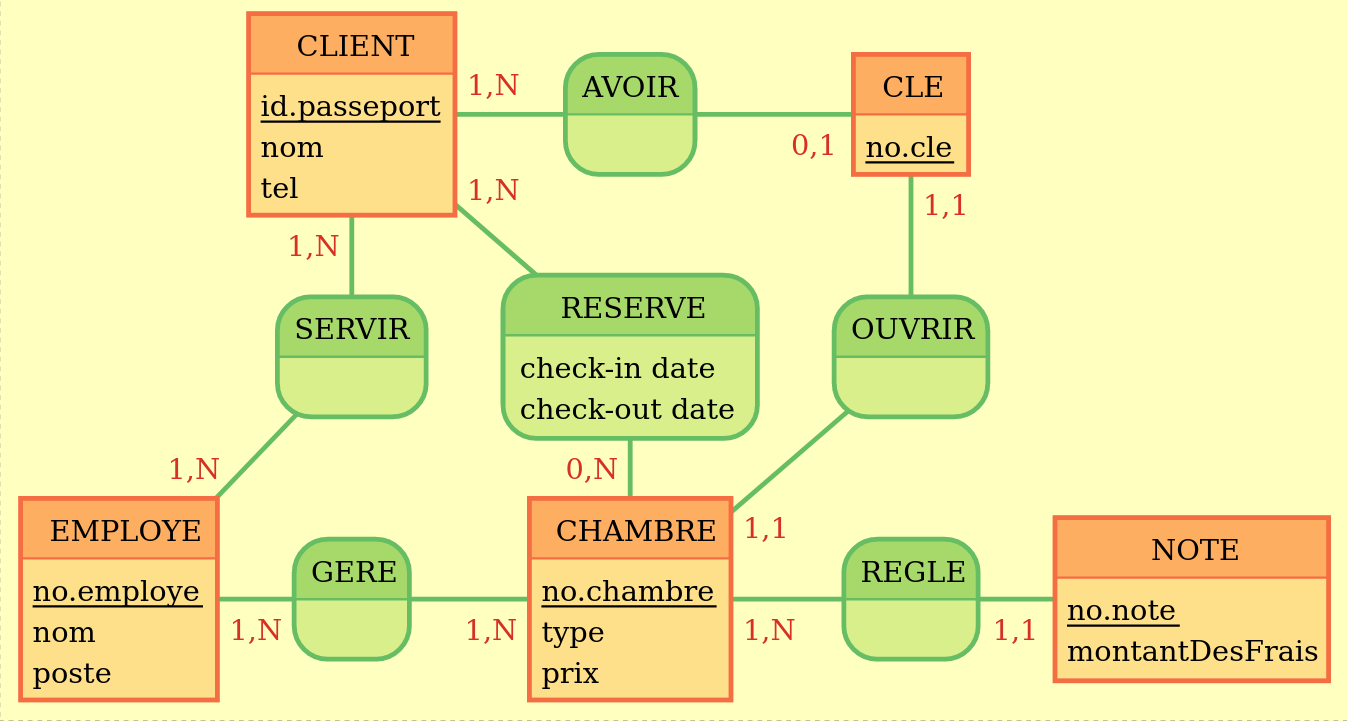 CLIENT
id.passeport
nom
tel
1,N
AVOIR
0,1
CLE
no.cle
1,N
1,N
1,1
SERVIR
RESERVE
check-in date
check-out date
OUVRIR
1,N
0,N
1,1
EMPLOYE
no.employe
nom
poste
1,N
GERE
1,N
CHAMBRE
no.chambre
type
prix
1,N
REGLE
1,1
NOTE
no.note
montantDesFrais